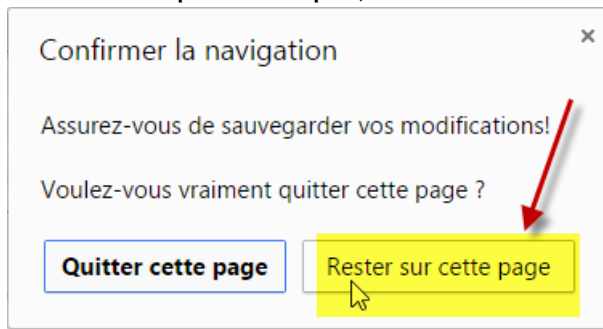 Confirmer la navigation
Assurez-vous de sauvegarder vos modifications!
Voulez-vous vraiment quitter cette page ?
Quitter cette page
Rester sur cette page